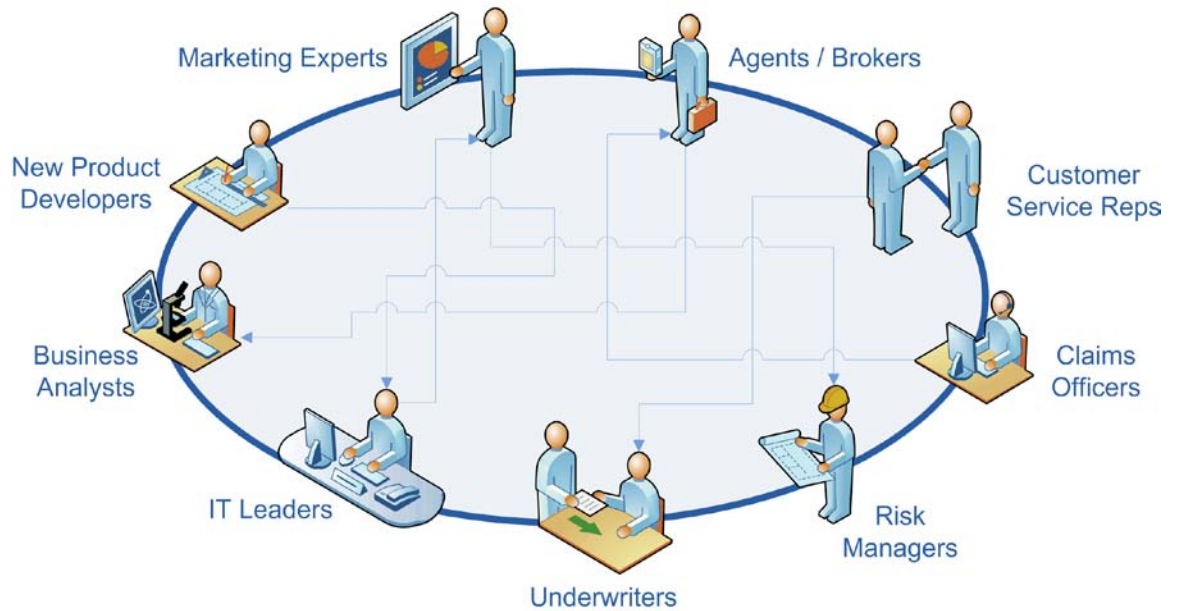 Marketing Experts
Agents / Brokers
New Product
Developers
Customer
Service Reps
Business
Analysts
Claims
Officers
IT Leaders
Risk
Managers
Underwriters